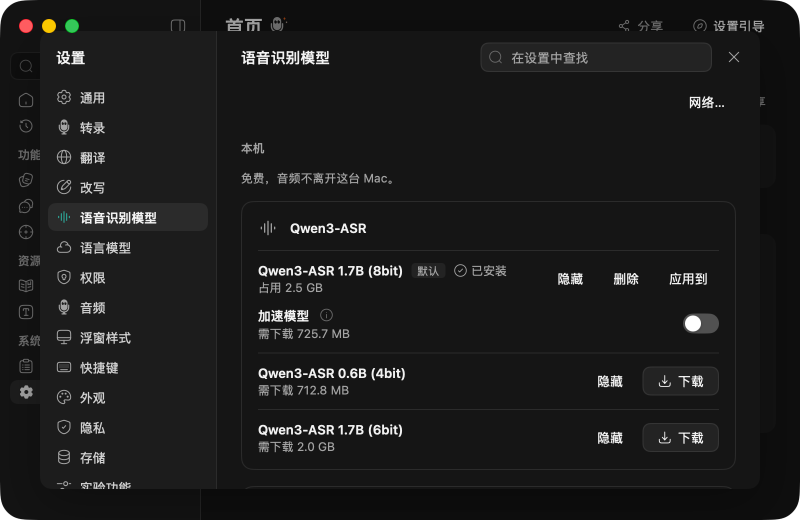 首页
分享
设置引导
功能
资源
系统
享
设置
通用
转录
翻译
改写
语音识别模型
语言模型
权限
音频
浮窗样式
快捷键
外观
隐私
存储
实验功能
语音识别模型
在设置中查找
网络...
本机
免费，音频不离开这台 Mac。
Qwen3-ASR
Qwen3-ASR 1.7B (8bit) 默认 已安装
占用 2.5 GB
隐藏 删除 应用到
加速模型
需下载 725.7 MB
Qwen3-ASR 0.6B (4bit)
需下载 712.8 MB
隐藏 下载
Qwen3-ASR 1.7B (6bit)
需下载 2.0 GB
隐藏 下载